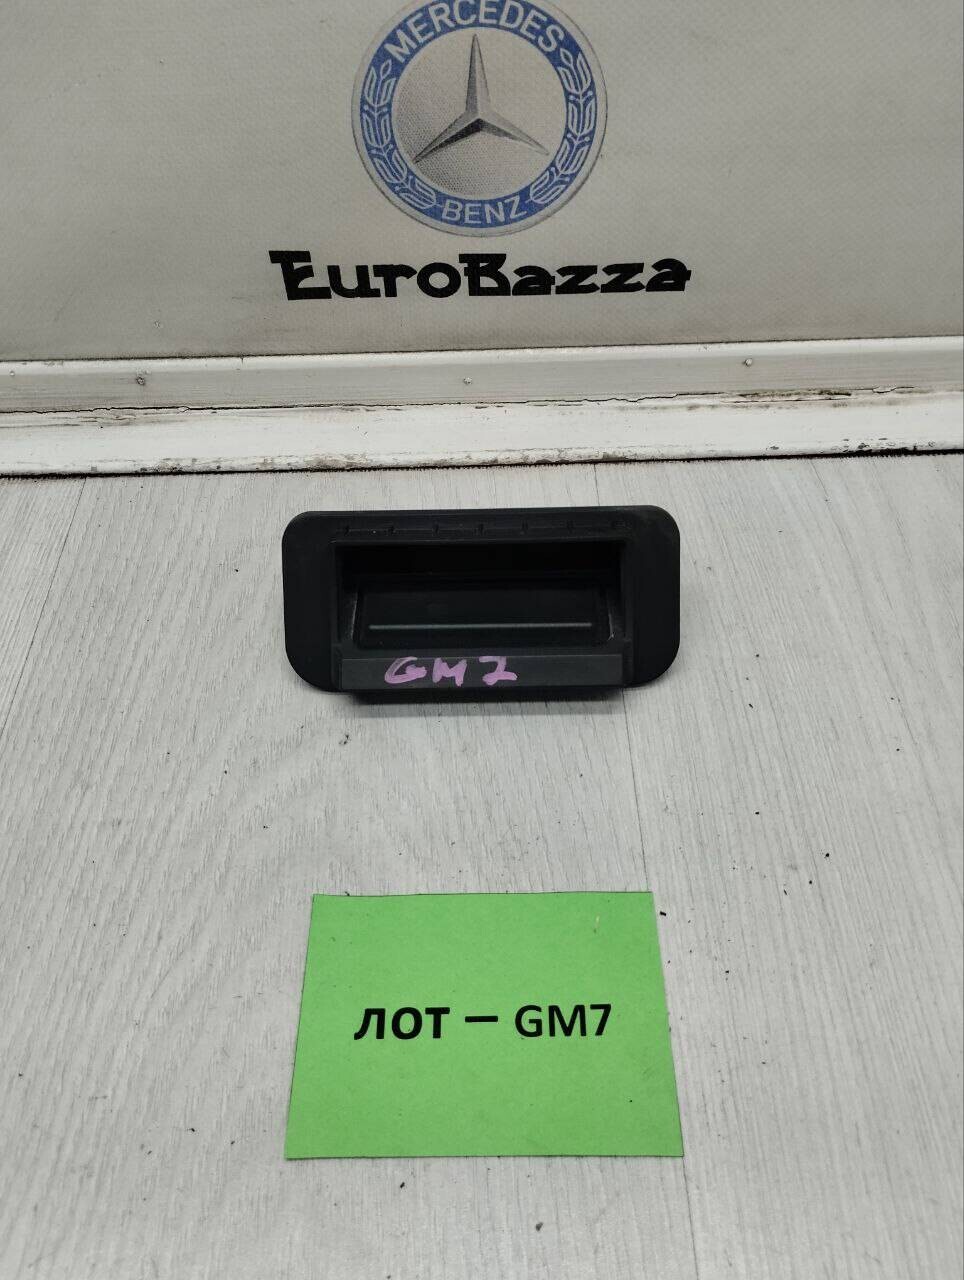 MERCEDES
BENZ
EuroBazza
GM7
ЛОТ – GM7